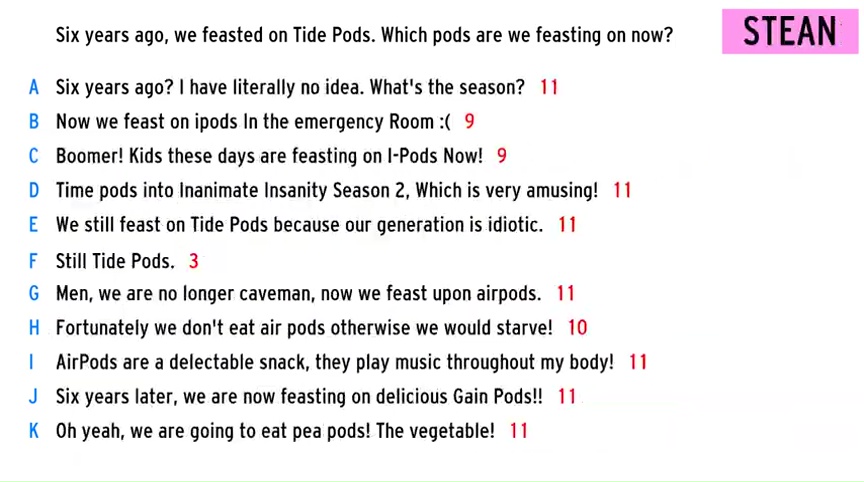 Six years ago, we feasted on Tide Pods. Which pods are we feasting on now?
STEAN
A Six years ago? I have literally no idea. What's the season? 11
B Now we feast on ipods In the emergency Room :( 9
C Boomer! Kids these days are feasting on I-Pods Now! 9
D Time pods into Inanimate Insanity Season 2, Which is very amusing! 11
E We still feast on Tide Pods because our generation is idiotic. 11
F Still Tide Pods. 3
G Men, we are no longer caveman, now we feast upon airpods. 11
H Fortunately we don't eat air pods otherwise we would starve! 10
I AirPods are a delectable snack, they play music throughout my body! 11
J Six years later, we are now feasting on delicious Gain Pods!! 11
K Oh yeah, we are going to eat pea pods! The vegetable! 11